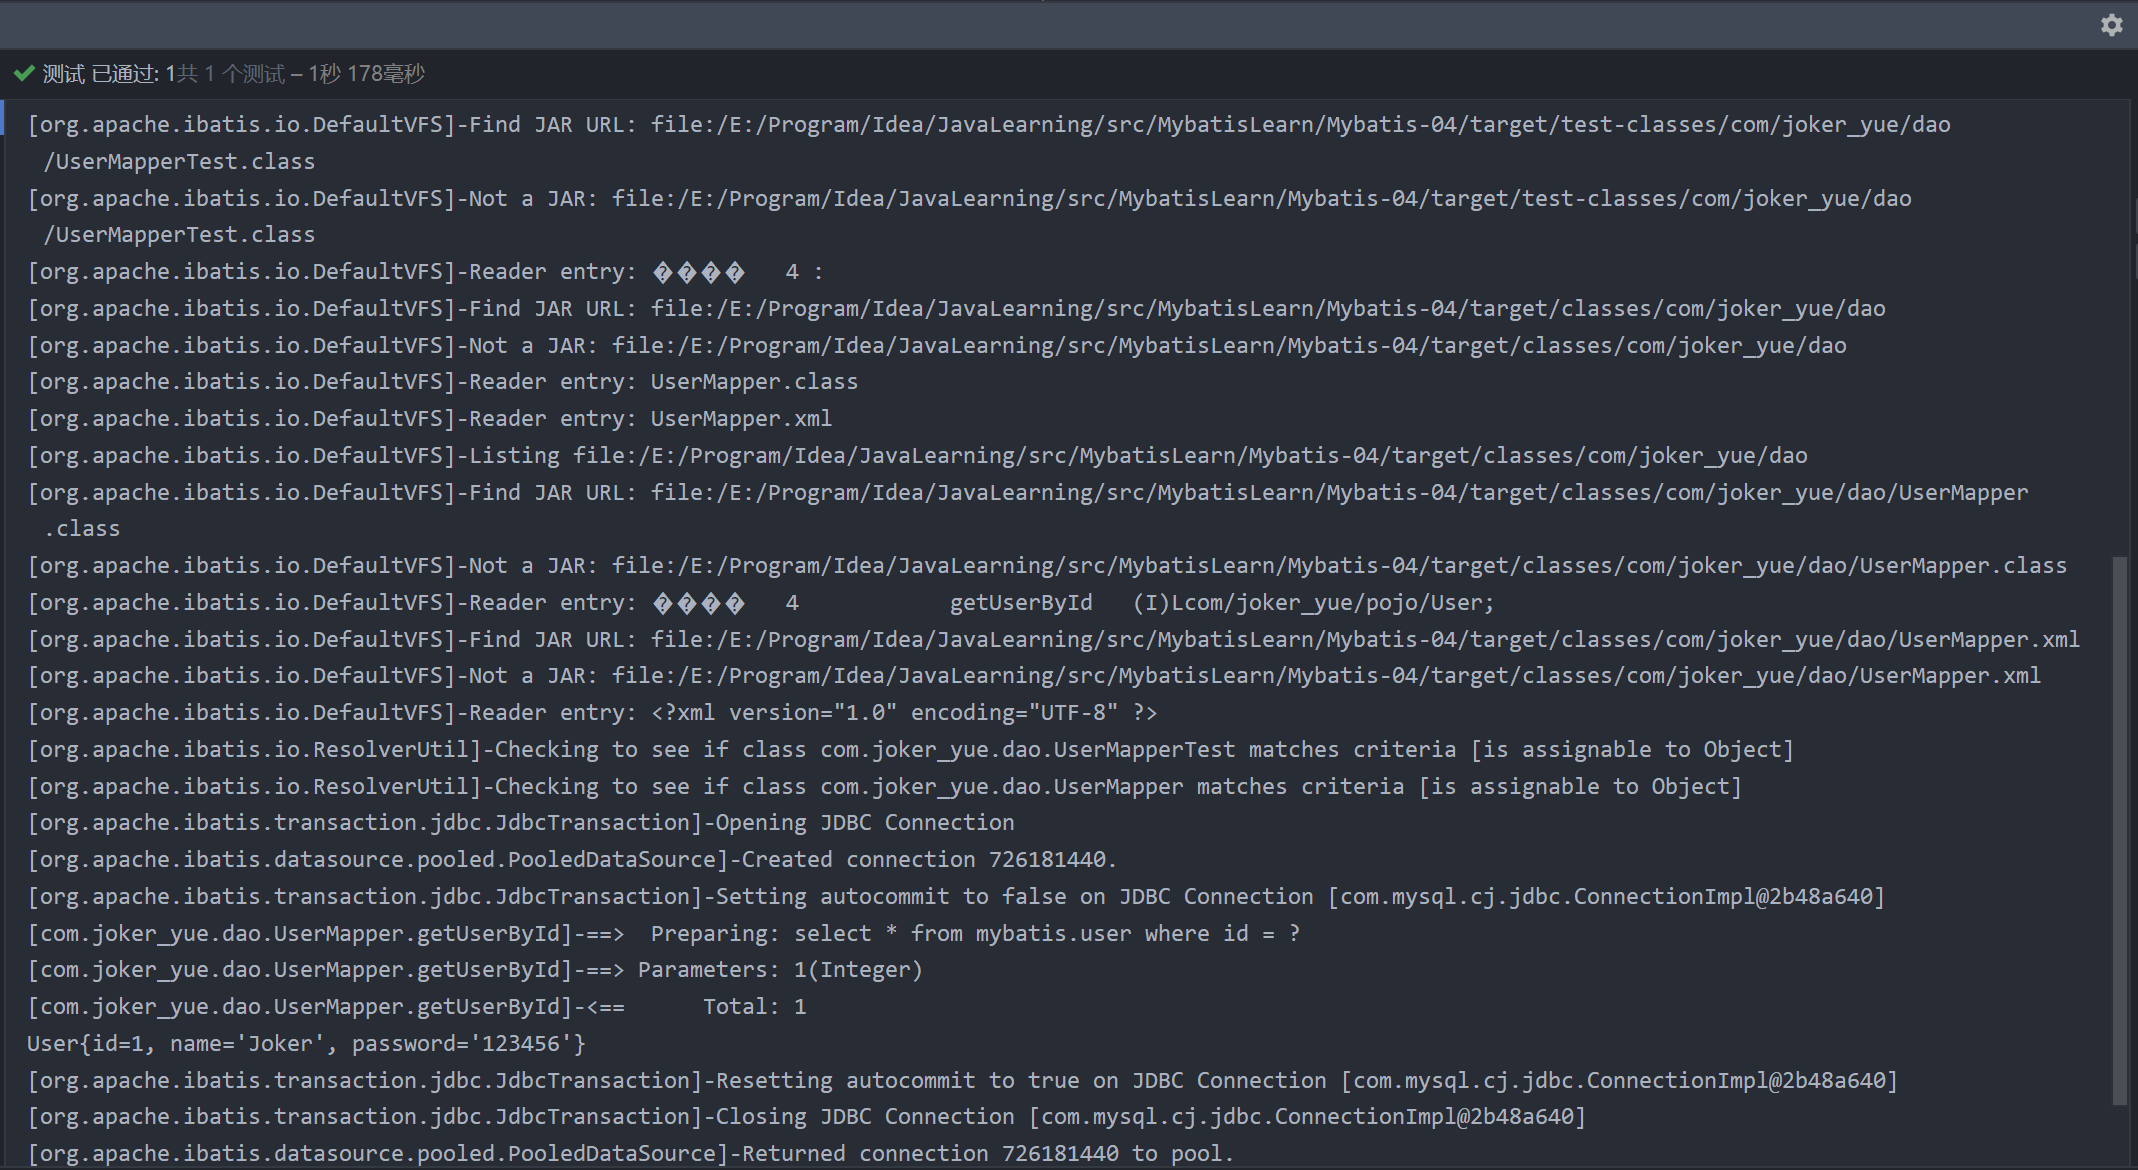 测试 已通过: 1共 1 个测试 – 1秒 178毫秒
[org.apache.ibatis.io.DefaultVFS]-Find JAR URL: file:/E:/Program/Idea/JavaLearning/src/MybatisLearn/Mybatis-04/target/test-classes/com/joker_yue/dao
/UserMapperTest.class
[org.apache.ibatis.io.DefaultVFS]-Not a JAR: file:/E:/Program/Idea/JavaLearning/src/MybatisLearn/Mybatis-04/target/test-classes/com/joker_yue/dao
/UserMapperTest.class
[org.apache.ibatis.io.DefaultVFS]-Reader entry: ����   4 :
[org.apache.ibatis.io.DefaultVFS]-Find JAR URL: file:/E:/Program/Idea/JavaLearning/src/MybatisLearn/Mybatis-04/target/classes/com/joker_yue/dao
[org.apache.ibatis.io.DefaultVFS]-Not a JAR: file:/E:/Program/Idea/JavaLearning/src/MybatisLearn/Mybatis-04/target/classes/com/joker_yue/dao
[org.apache.ibatis.io.DefaultVFS]-Reader entry: UserMapper.class
[org.apache.ibatis.io.DefaultVFS]-Reader entry: UserMapper.xml
[org.apache.ibatis.io.DefaultVFS]-Listing file:/E:/Program/Idea/JavaLearning/src/MybatisLearn/Mybatis-04/target/classes/com/joker_yue/dao
[org.apache.ibatis.io.DefaultVFS]-Find JAR URL: file:/E:/Program/Idea/JavaLearning/src/MybatisLearn/Mybatis-04/target/classes/com/joker_yue/dao/UserMapper
.class
[org.apache.ibatis.io.DefaultVFS]-Not a JAR: file:/E:/Program/Idea/JavaLearning/src/MybatisLearn/Mybatis-04/target/classes/com/joker_yue/dao/UserMapper.class
[org.apache.ibatis.io.DefaultVFS]-Reader entry: ����   4            getUserById   (I)Lcom/joker_yue/pojo/User;
[org.apache.ibatis.io.DefaultVFS]-Find JAR URL: file:/E:/Program/Idea/JavaLearning/src/MybatisLearn/Mybatis-04/target/classes/com/joker_yue/dao/UserMapper.xml
[org.apache.ibatis.io.DefaultVFS]-Not a JAR: file:/E:/Program/Idea/JavaLearning/src/MybatisLearn/Mybatis-04/target/classes/com/joker_yue/dao/UserMapper.xml
[org.apache.ibatis.io.DefaultVFS]-Reader entry: <?xml version="1.0" encoding="UTF-8" ?>
[org.apache.ibatis.io.ResolverUtil]-Checking to see if class com.joker_yue.dao.UserMapperTest matches criteria [is assignable to Object]
[org.apache.ibatis.io.ResolverUtil]-Checking to see if class com.joker_yue.dao.UserMapper matches criteria [is assignable to Object]
[org.apache.ibatis.transaction.jdbc.JdbcTransaction]-Opening JDBC Connection
[org.apache.ibatis.datasource.pooled.PooledDataSource]-Created connection 726181440.
[org.apache.ibatis.transaction.jdbc.JdbcTransaction]-Setting autocommit to false on JDBC Connection [com.mysql.cj.jdbc.ConnectionImpl@2b48a640]
[com.joker_yue.dao.UserMapper.getUserById]-==>  Preparing: select * from mybatis.user where id = ?
[com.joker_yue.dao.UserMapper.getUserById]-==> Parameters: 1(Integer)
[com.joker_yue.dao.UserMapper.getUserById]-<==      Total: 1
User{id=1, name='Joker', password='123456'}
[org.apache.ibatis.transaction.jdbc.JdbcTransaction]-Resetting autocommit to true on JDBC Connection [com.mysql.cj.jdbc.ConnectionImpl@2b48a640]
[org.apache.ibatis.transaction.jdbc.JdbcTransaction]-Closing JDBC Connection [com.mysql.cj.jdbc.ConnectionImpl@2b48a640]
[org.apache.ibatis.datasource.pooled.PooledDataSource]-Returned connection 726181440 to pool.